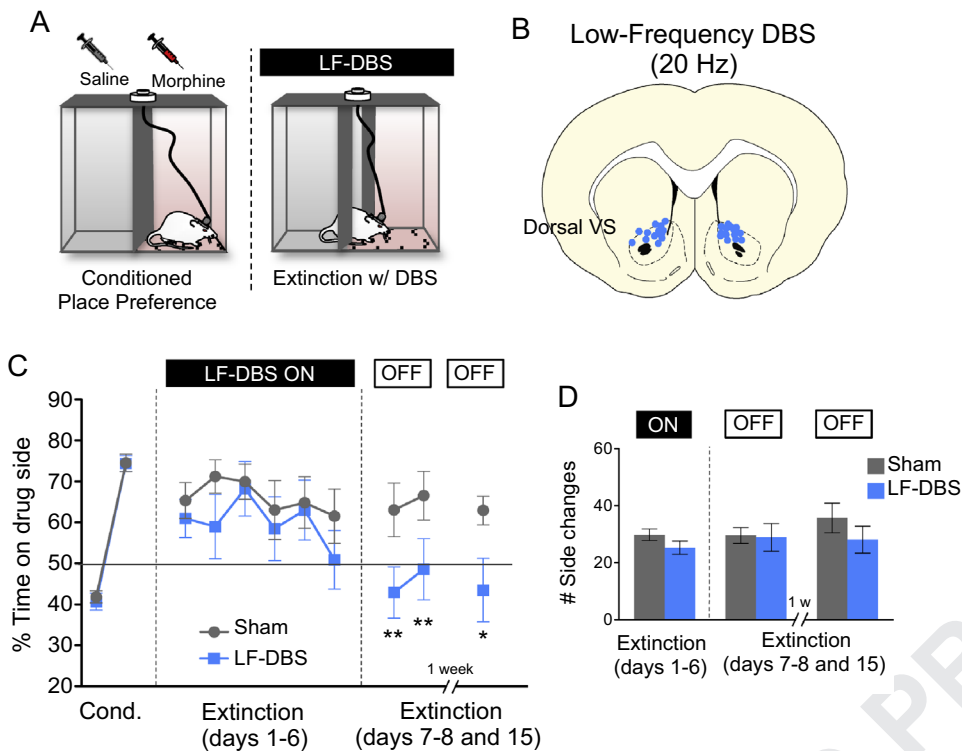 A
Saline
Morphine
LF-DBS
Conditioned
Place Preference
Extinction w/ DBS
B
Low-Frequency DBS
(20 Hz)
Dorsal VS
C
LF-DBS ON
OFF
OFF
% Time on drug side
90
80
70
60
50
40
30
20
Sham
LF-DBS
**
**
*
1 week
Cond.
Extinction
(days 1-6)
Extinction
(days 7-8 and 15)
D
ON
OFF
OFF
# Side changes
60
40
20
0
Sham
LF-DBS
1 w
Extinction
(days 1-6)
Extinction
(days 7-8 and 15)